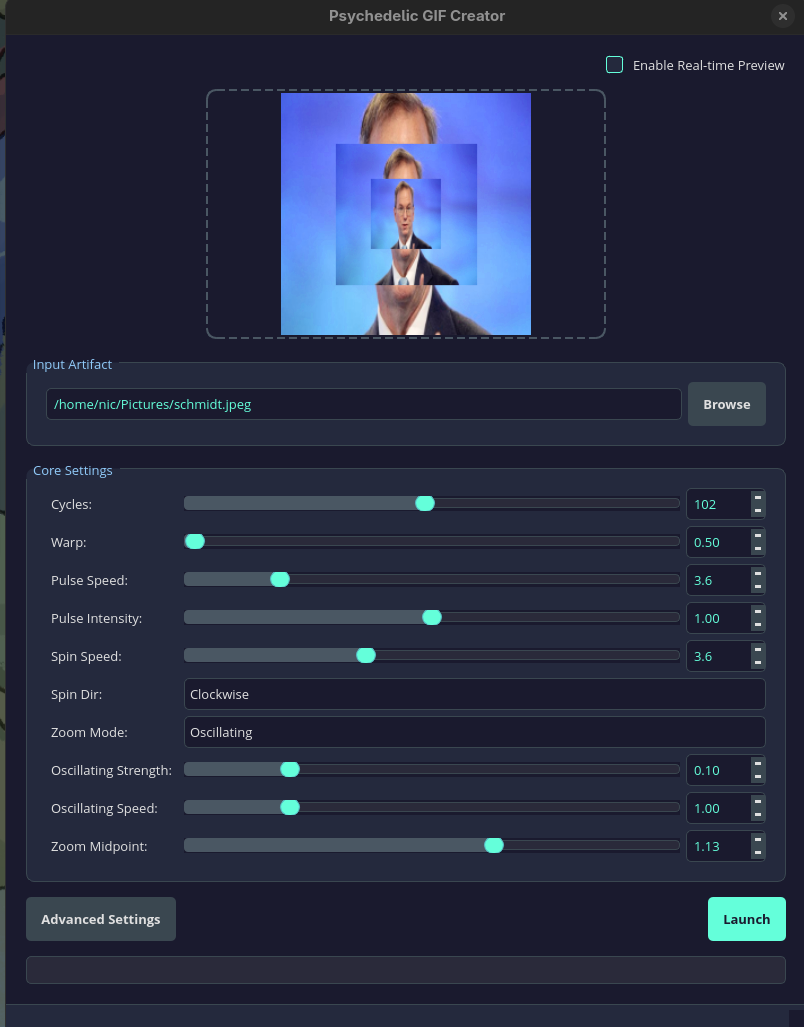 Psychedelic GIF Creator
Enable Real-time Preview
Input Artifact
/home/nic/Pictures/schmidt.jpeg
Browse
Core Settings
Cycles: 102
Warp: 0.50
Pulse Speed: 3.6
Pulse Intensity: 1.00
Spin Speed: 3.6
Spin Dir: Clockwise
Zoom Mode: Oscillating
Oscillating Strength: 0.10
Oscillating Speed: 1.00
Zoom Midpoint: 1.13
Advanced Settings
Launch